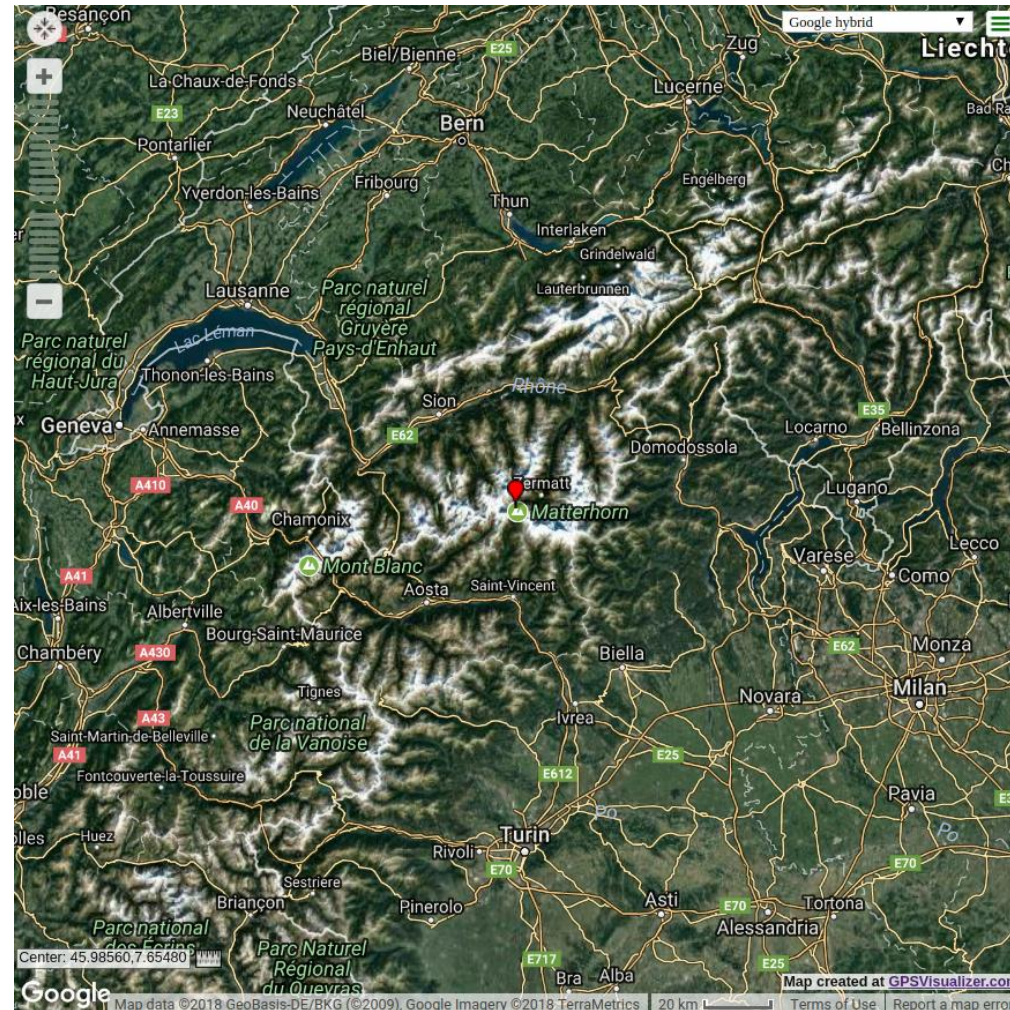 Besançon
Google hybrid ▼
Liecht
Zug
Biel/Bienne
E25
La-Chaux-de-Fonds
Lucerne
E23
Neuchâtel
Bern
Bad Ra
Pontarlier
Ch
Yverdon-les-Bains
Fribourg
Engelberg
Thun
Interlaken
er
Grindelwald
Lausanne
Parc naturel
régional
Gruyère
Pays-d'Enhaut
Lauterbrunnen
Lac Léman
Parc naturel
régional du
Haut-Jura
Thonon-les-Bains
Rhône
Sion
E35
Geneva
Annemasse
E62
Locarno
Bellinzona
Domodossola
A410
A40
Zermatt
Lugano
Chamonix
Matterhorn
Lecco
Varese
Mont Blanc
A41
Aosta
Saint-Vincent
Como
Aix-les-Bains
Albertville
Bourg-Saint-Maurice
Chambéry
A430
Biella
E62
Monza
Milan
Tignes
Novara
A43
Parc national
de la Vanoise
Ivrea
Saint-Martin-de-Belleville
A41
E25
Fontcouverte-la-Toussuire
E612
oble
Pavia
Po
Po
olles
Huez
Turin
Rivoli
E70
E70
Sestriere
Briançon
Pinerolo
Asti
E70
Tortona
Alessandria
Parc national
des Écrins
Parc Naturel
Régional
du Queyras
Center: 45.98560,7.65480
E717
E25
Bra
Alba
Map created at GPSVisualizer.com
Google
Map data ©2018 GeoBasis-DE/BKG (©2009), Google Imagery ©2018 TerraMetrics
20 km
Terms of Use
Report a map error